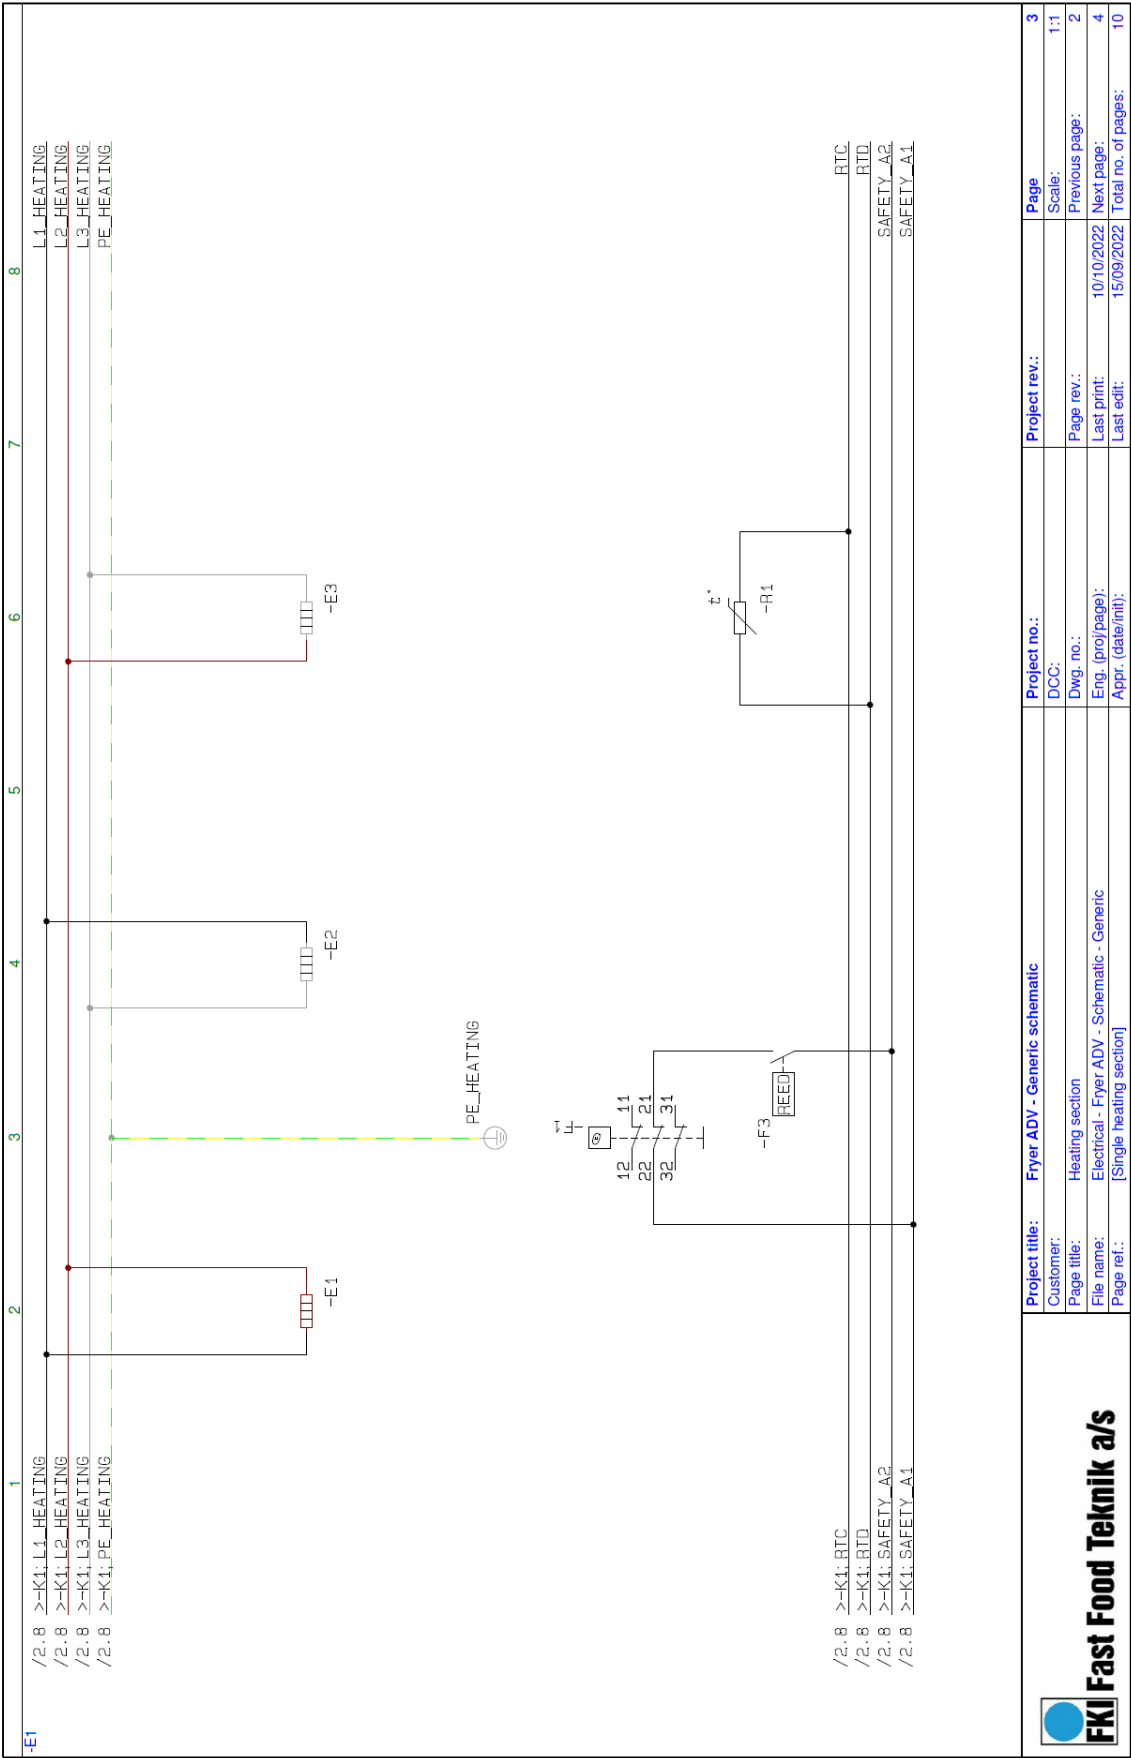 1 2 3 4 5 6 7 8
-E1
/2.8 >-K1; L1_HEATING L1_HEATING
/2.8 >-K1; L2_HEATING L2_HEATING
/2.8 >-K1; L3_HEATING L3_HEATING
/2.8 >-K1; PE_HEATING PE_HEATING
-E1 -E2 -E3
PE_HEATING
-F1
12 11
22 21
32 31
-F3
REED
t°
-R1
/2.8 >-K1; RTC RTC
/2.8 >-K1; RTD RTD
/2.8 >-K1; SAFETY_A2 SAFETY_A2
/2.8 >-K1; SAFETY_A1 SAFETY_A1
FKI Fast Food Teknik a/s
Project title: Fryer ADV - Generic schematic Project no.: Project rev.: Page 3
Customer: DCC: Scale: 1:1
Page title: Heating section Dwg. no.: Page rev.: Previous page: 2
File name: Electrical - Fryer ADV - Schematic - Generic Eng. (proj/page): Last print: 10/10/2022 Next page: 4
Page ref.: [Single heating section] Appr. (date/init): Last edit: 15/09/2022 Total no. of pages: 10